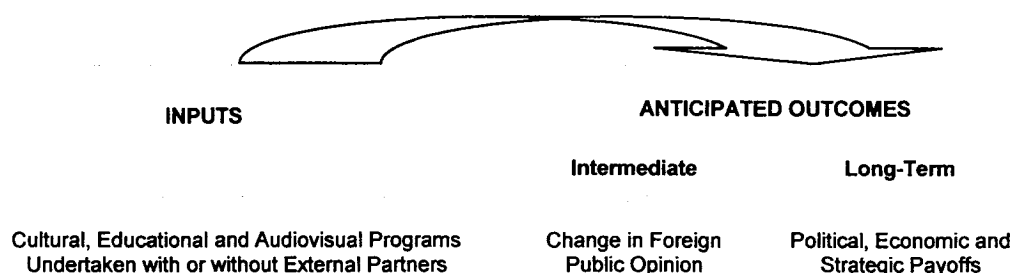 INPUTS
ANTICIPATED OUTCOMES
Intermediate
Long-Term
Cultural, Educational and Audiovisual Programs
Undertaken with or without External Partners
Change in Foreign
Public Opinion
Political, Economic and
Strategic Payoffs